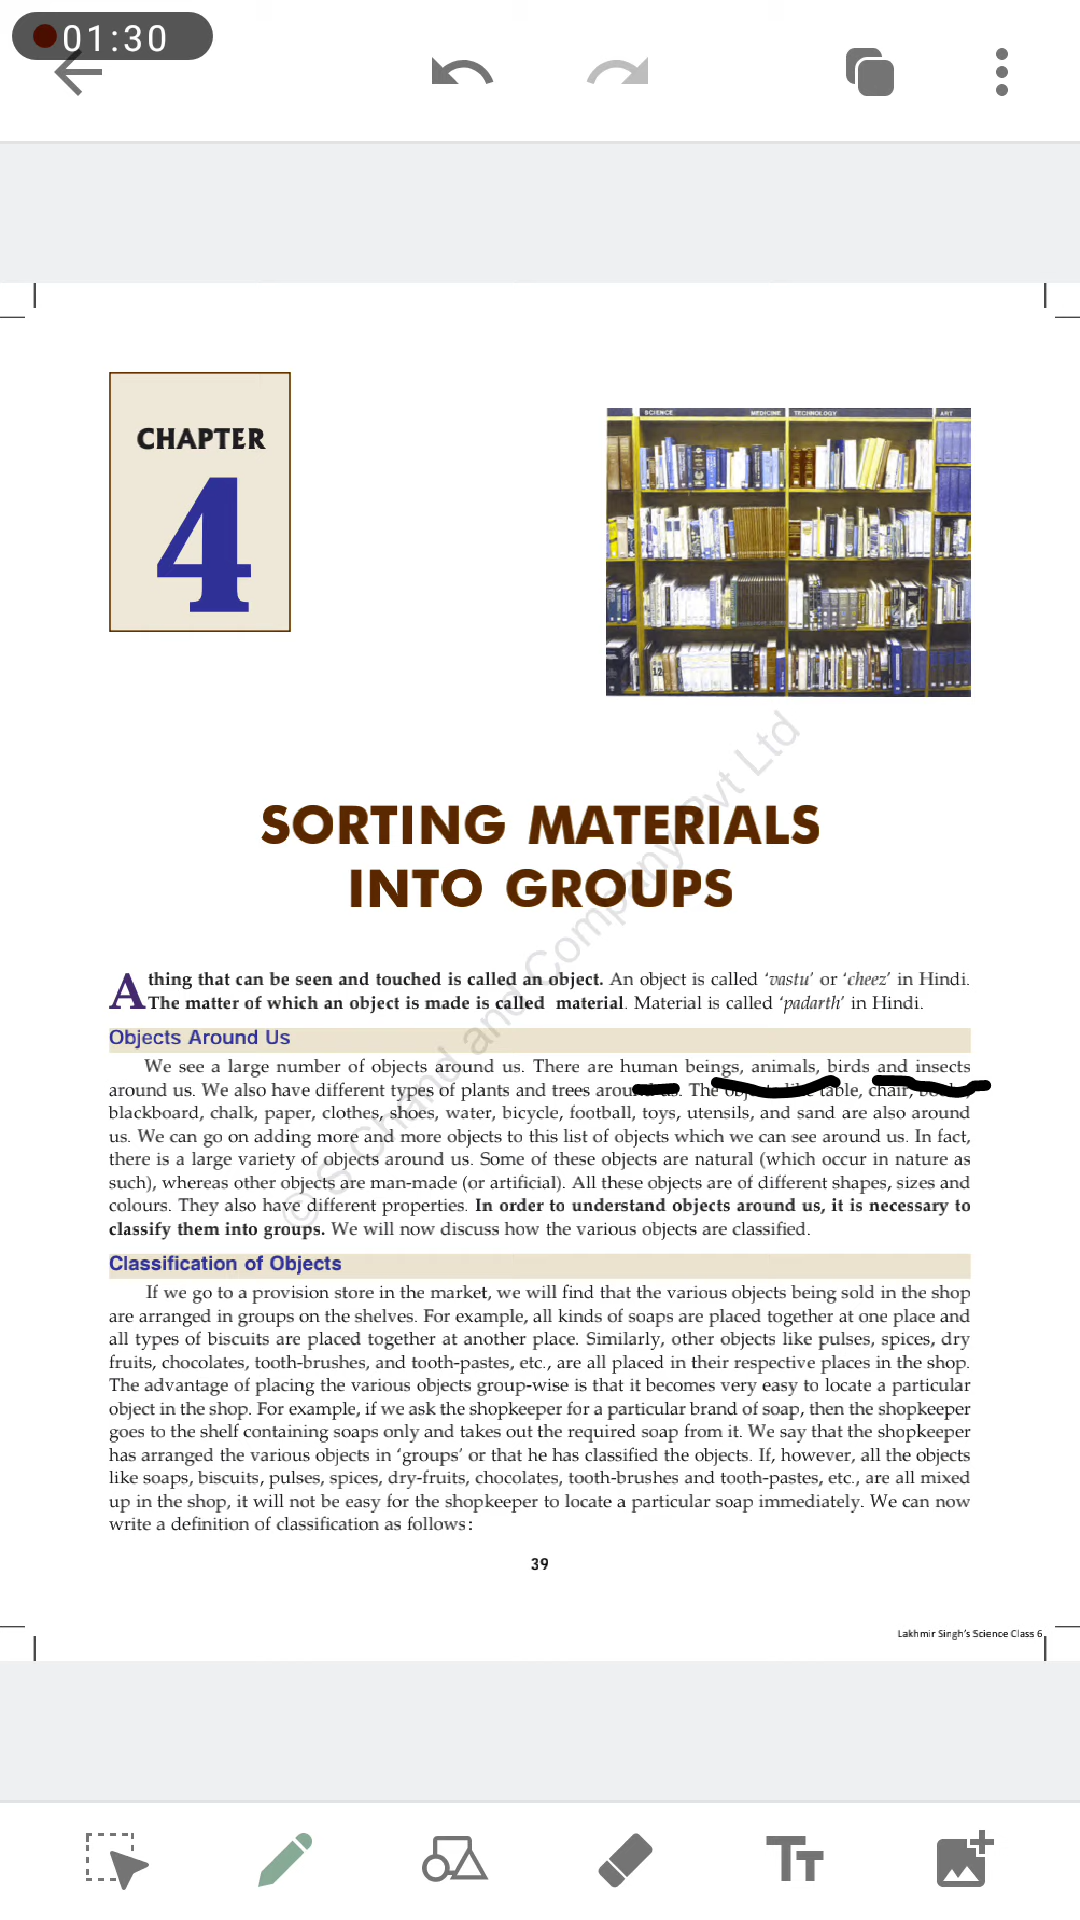 01:30
CHAPTER
4
SCIENCE MEDICINE TECHNOLOGY ART
SORTING MATERIALS
INTO GROUPS
A thing that can be seen and touched is called an object. An object is called ‘vastu’ or ‘cheez’ in Hindi.
The matter of which an object is made is called material. Material is called ‘padarth’ in Hindi.
Objects Around Us
We see a large number of objects around us. There are human beings, animals, birds and insects
around us. We also have different types of plants and trees around us. The objects like table, chair,
blackboard, chalk, paper, clothes, shoes, water, bicycle, football, toys, utensils, and sand are also around
us. We can go on adding more and more objects to this list of objects which we can see around us. In fact,
there is a large variety of objects around us. Some of these objects are natural (which occur in nature as
such), whereas other objects are man-made (or artificial). All these objects are of different shapes, sizes and
colours. They also have different properties. In order to understand objects around us, it is necessary to
classify them into groups. We will now discuss how the various objects are classified.
Classification of Objects
If we go to a provision store in the market, we will find that the various objects being sold in the shop
are arranged in groups on the shelves. For example, all kinds of soaps are placed together at one place and
all types of biscuits are placed together at another place. Similarly, other objects like pulses, spices, dry
fruits, chocolates, tooth-brushes, and tooth-pastes, etc., are all placed in their respective places in the shop.
The advantage of placing the various objects group-wise is that it becomes very easy to locate a particular
object in the shop. For example, if we ask the shopkeeper for a particular brand of soap, then the shopkeeper
goes to the shelf containing soaps only and takes out the required soap from it. We say that the shopkeeper
has arranged the various objects in ‘groups’ or that he has classified the objects. If, however, all the objects
like soaps, biscuits, pulses, spices, dry-fruits, chocolates, tooth-brushes and tooth-pastes, etc., are all mixed
up in the shop, it will not be easy for the shopkeeper to locate a particular soap immediately. We can now
write a definition of classification as follows:
39
Lakhmir Singh’s Science Class 6
© S Chand and Company Pvt Ltd
TT